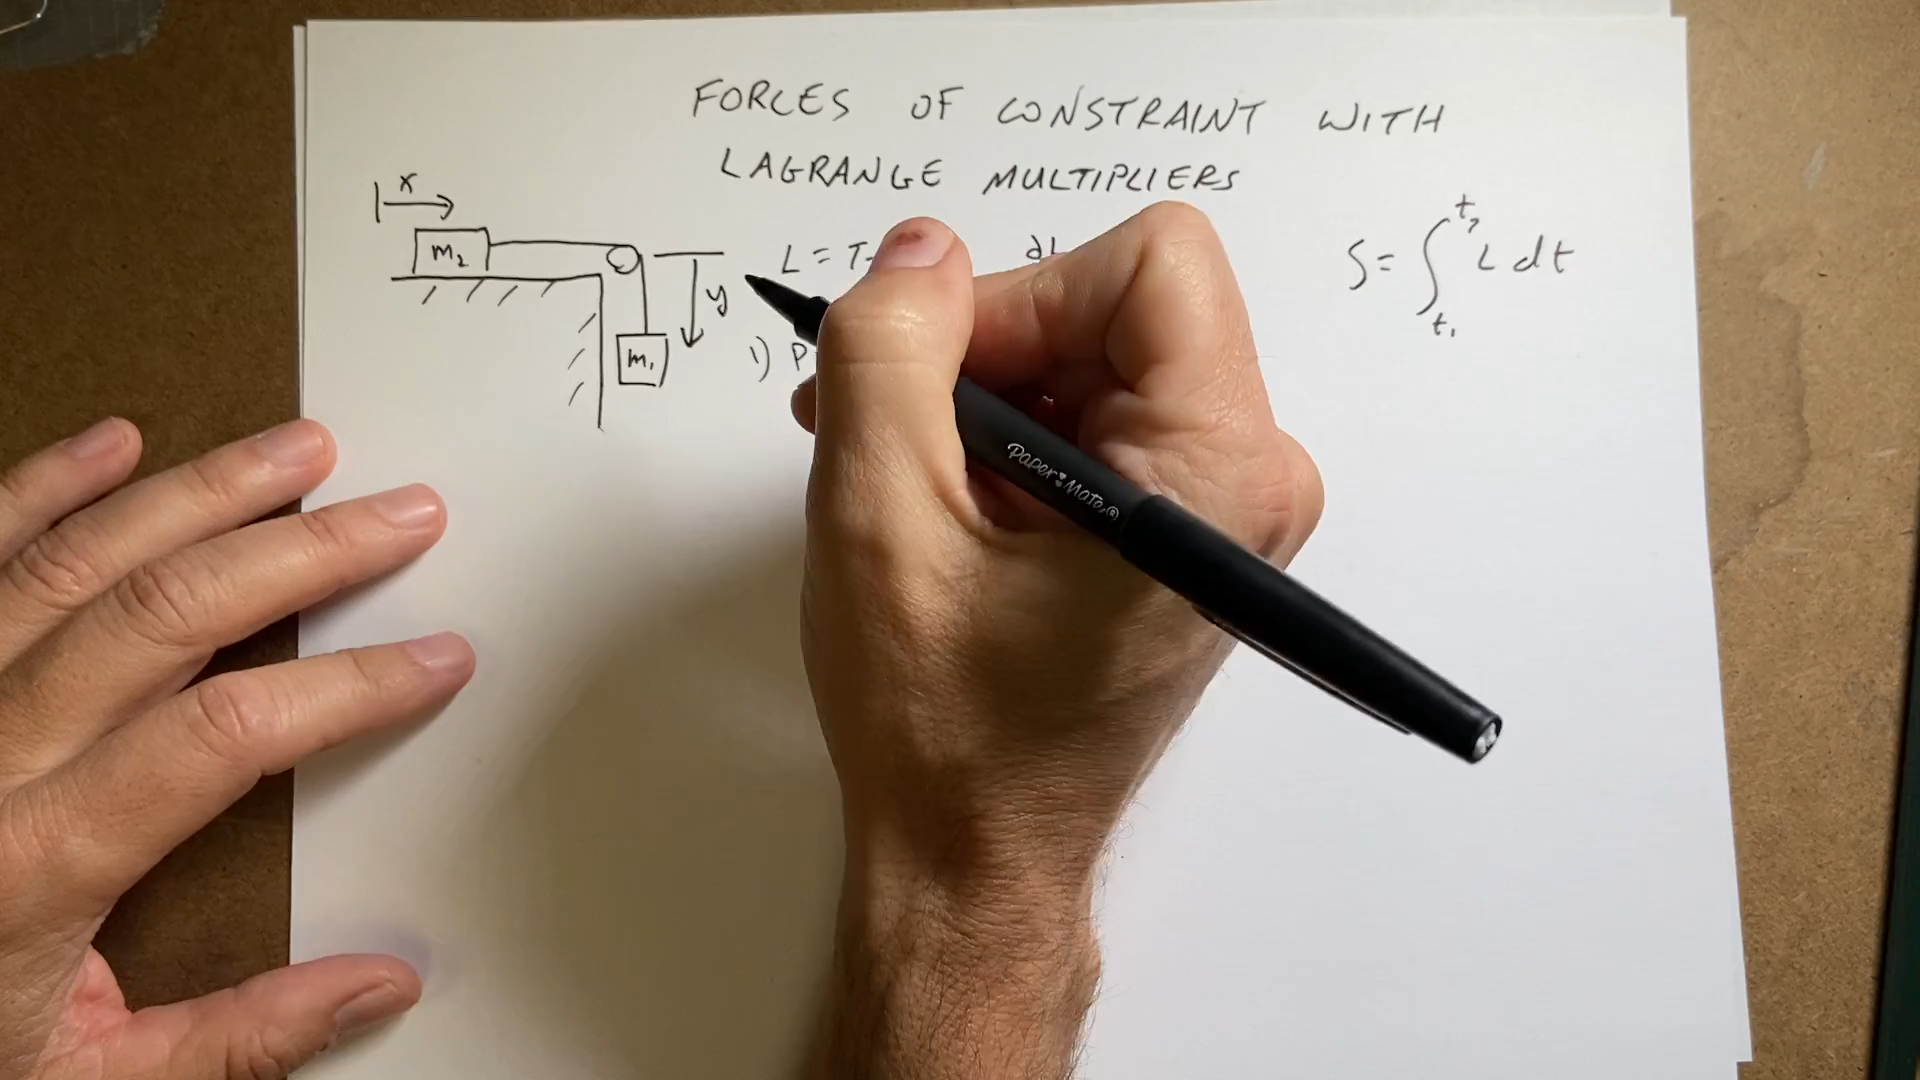 FORCES OF CONSTRAINT WITH
LAGRANGE MULTIPLIERS
x
m₂
y
m₁
L = T-
∂L
1) P
S = ∫ L dt
t₂
t₁
Paper Mate®